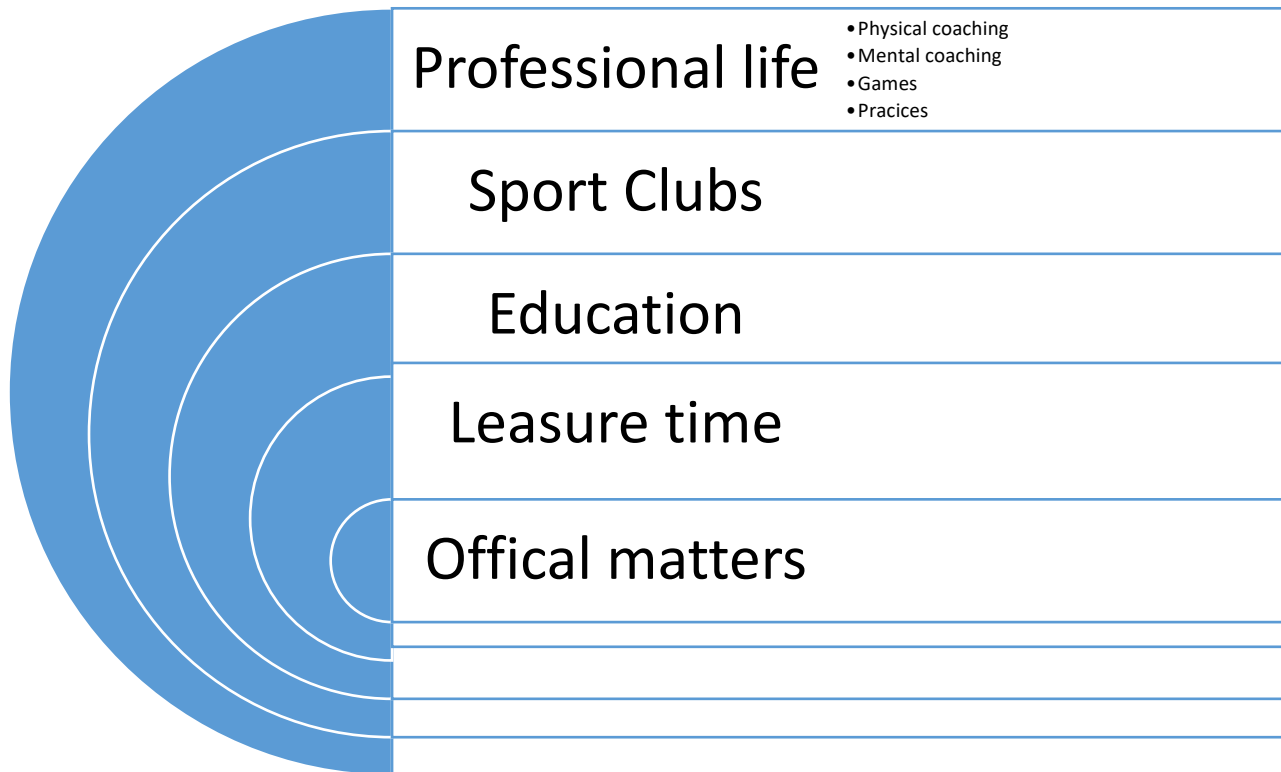 Professional life
•Physical coaching
•Mental coaching
•Games
•Pracices
Sport Clubs
Education
Leasure time
Offical matters